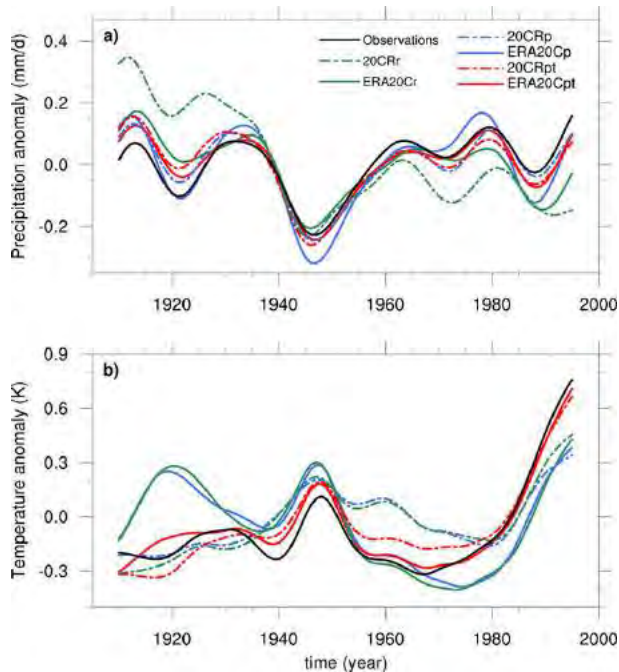 a)
Observations
20CRr
ERA20Cr
20CRp
ERA20Cp
20CRpt
ERA20Cpt
Precipitation anomaly (mm/d)
0.4
0.2
0.0
-0.2
1920 1940 1960 1980 2000
b)
Temperature anomaly (K)
0.9
0.6
0.3
0.0
-0.3
1920 1940 1960 1980 2000
time (year)